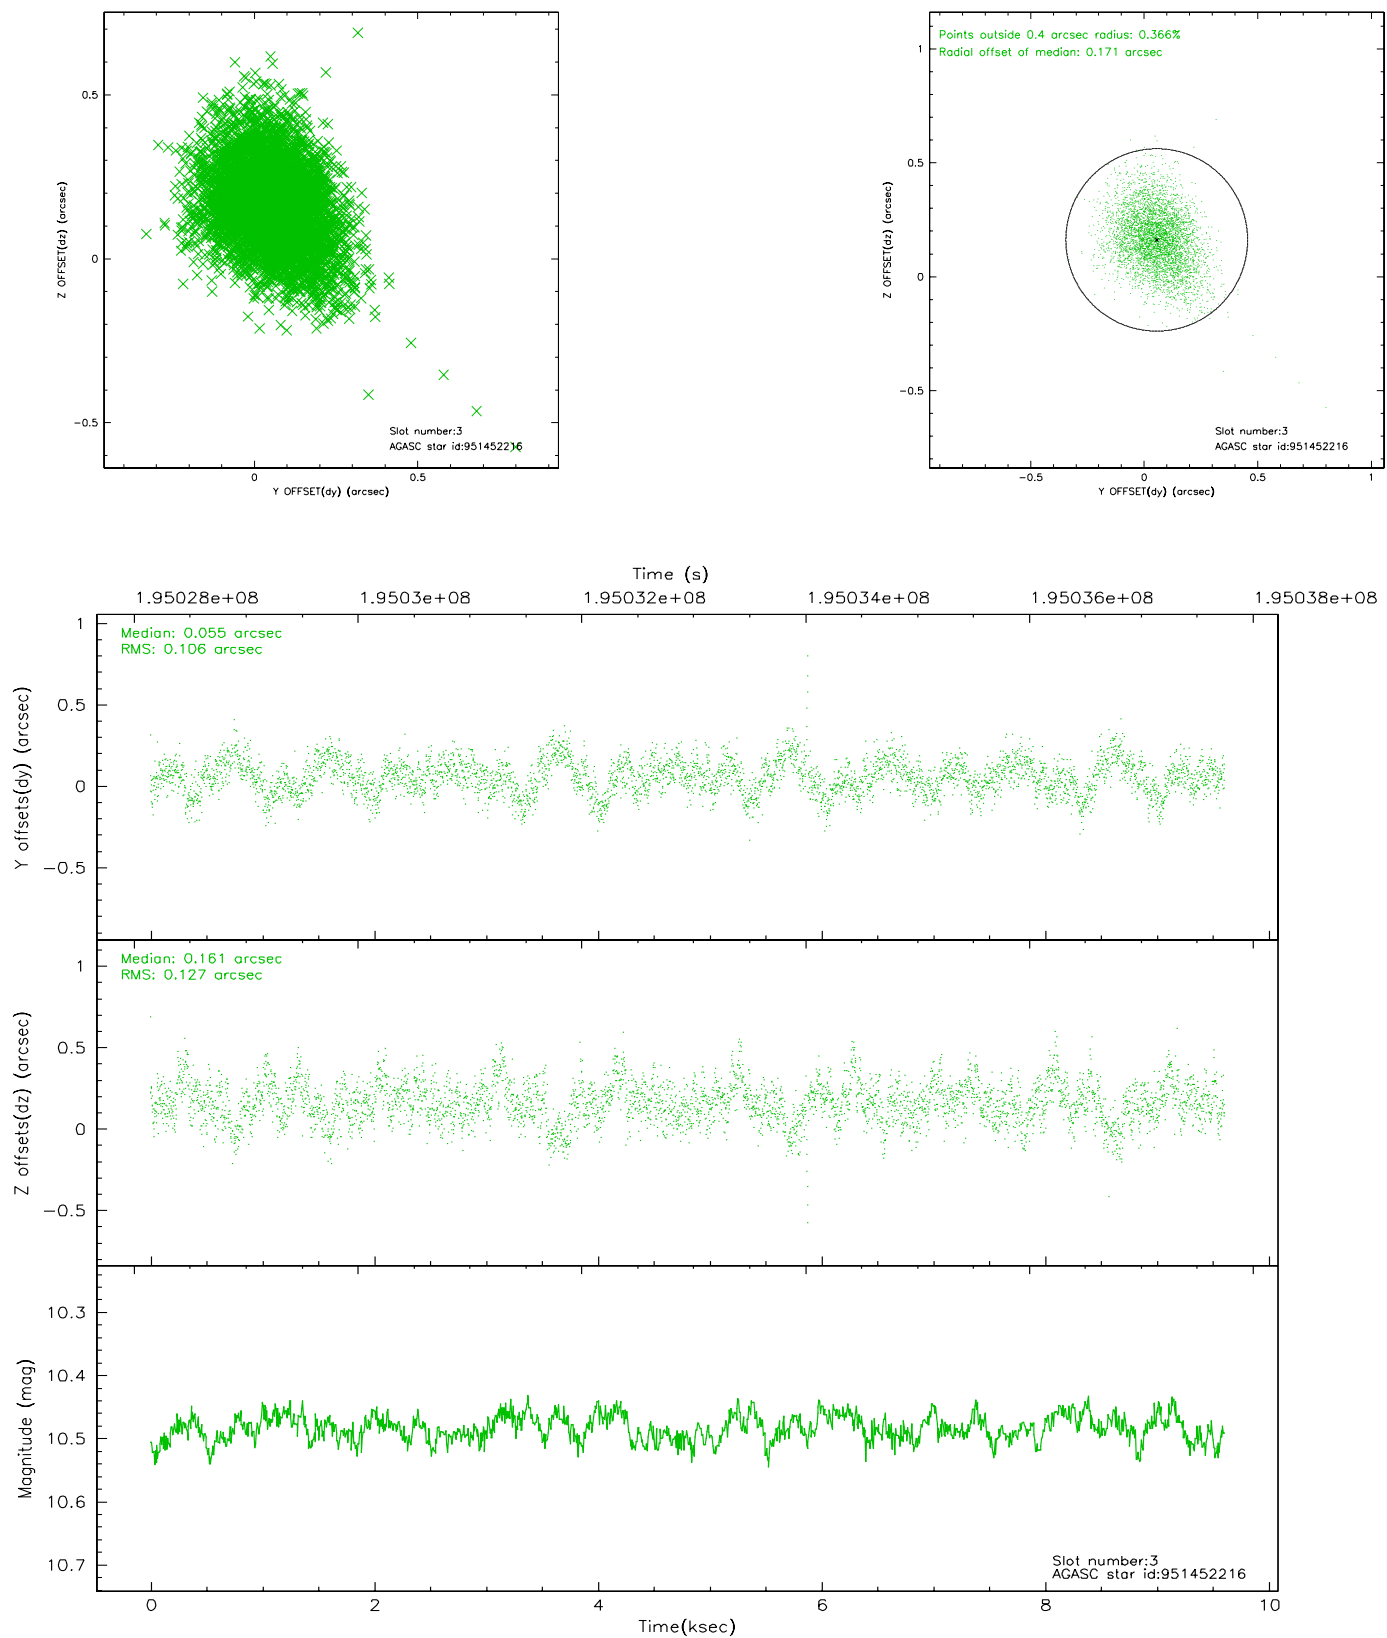 0.5
0
-0.5
Z OFFSET(dz) (arcsec)
Slot number:3
AGASC star id:951452216
0
0.5
Y OFFSET(dy) (arcsec)
Points outside 0.4 arcsec radius: 0.366%
Radial offset of median: 0.171 arcsec
1
0.5
0
-0.5
Z OFFSET(dz) (arcsec)
Slot number:3
AGASC star id:951452216
-0.5
0
0.5
1
Y OFFSET(dy) (arcsec)
Time (s)
1.95028e+08
1.9503e+08
1.95032e+08
1.95034e+08
1.95036e+08
1.95038e+08
Median: 0.055 arcsec
RMS: 0.106 arcsec
1
0.5
0
-0.5
Y offsets(dy) (arcsec)
Median: 0.161 arcsec
RMS: 0.127 arcsec
1
0.5
0
-0.5
Z offsets(dz) (arcsec)
10.3
10.4
10.5
10.6
10.7
Magnitude (mag)
Slot number:3
AGASC star id:951452216
0
2
4
6
8
10
Time(ksec)